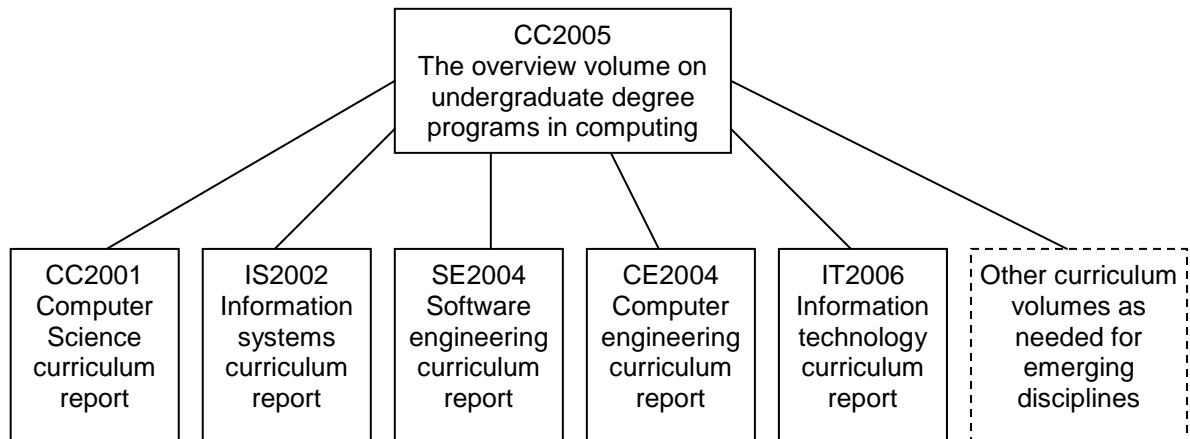 CC2005
The overview volume on
undergraduate degree
programs in computing
CC2001
Computer
Science
curriculum
report
IS2002
Information
systems
curriculum
report
SE2004
Software
engineering
curriculum
report
CE2004
Computer
engineering
curriculum
report
IT2006
Information
technology
curriculum
report
Other curriculum
volumes as
needed for
emerging
disciplines